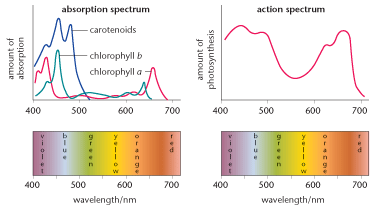 absorption spectrum
amount of
absorption
carotenoids
chlorophyll b
chlorophyll a
400 500 600 700
violet blue green yellow orange red
400 500 600 700
wavelength/nm
action spectrum
amount of
photosynthesis
400 500 600 700
violet blue green yellow orange red
400 500 600 700
wavelength/nm